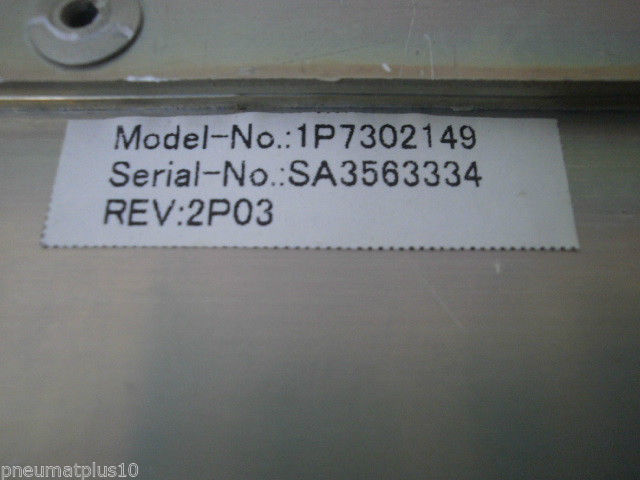 Model-No.:1P7302149
Serial-No.:SA3563334
REV:2P03
pneumatplus10